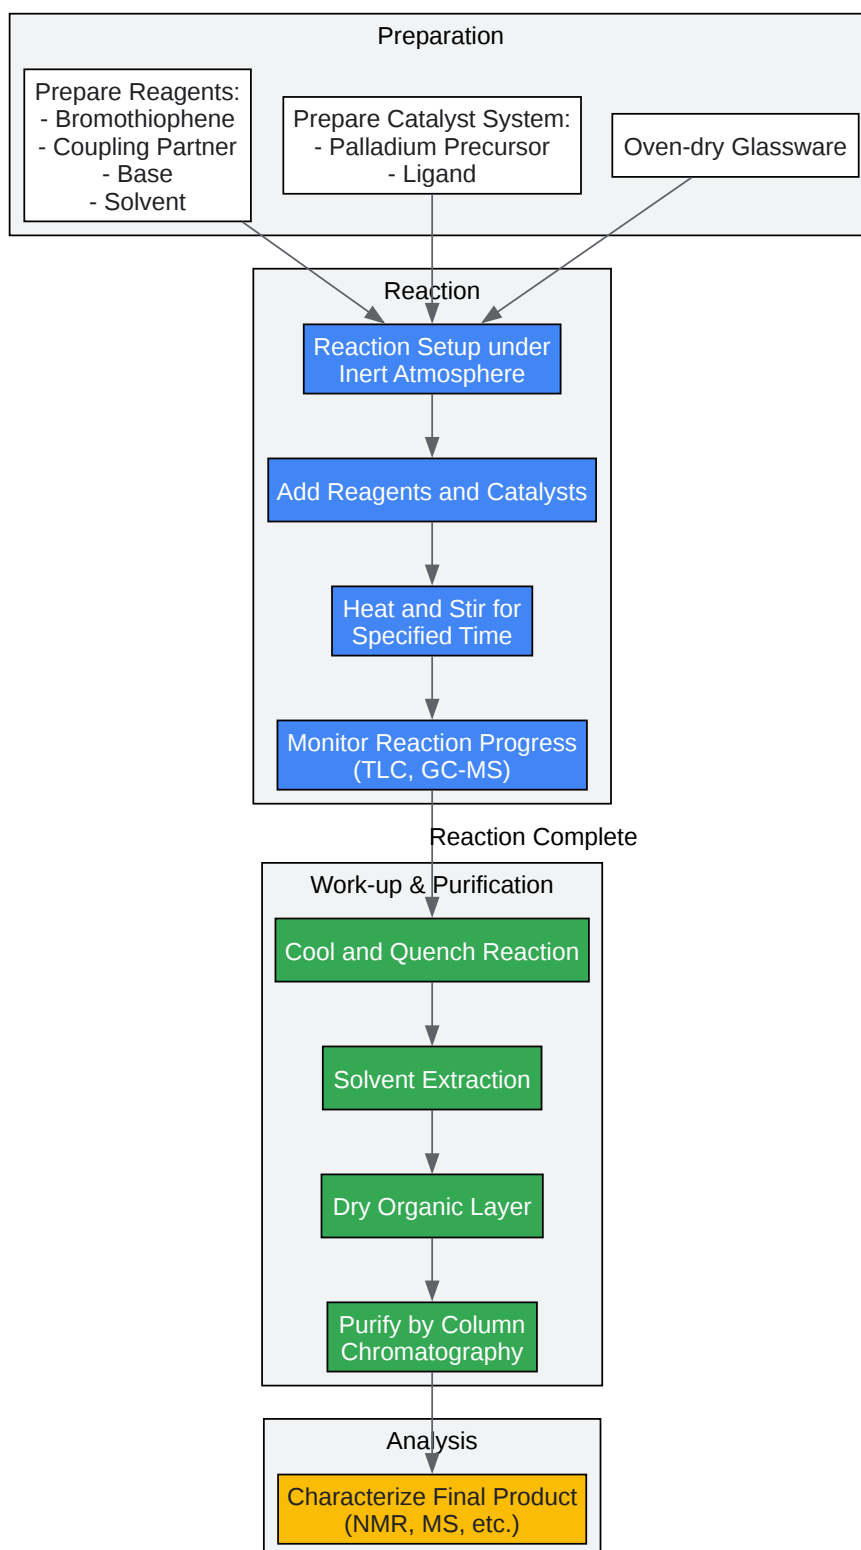 Preparation
Prepare Reagents:
- Bromothiophene
- Coupling Partner
- Base
- Solvent
Prepare Catalyst System:
- Palladium Precursor
- Ligand
Oven-dry Glassware
Reaction
Reaction Setup under
Inert Atmosphere
Add Reagents and Catalysts
Heat and Stir for
Specified Time
Monitor Reaction Progress
(TLC, GC-MS)
Reaction Complete
Work-up & Purification
Cool and Quench Reaction
Solvent Extraction
Dry Organic Layer
Purify by Column
Chromatography
Analysis
Characterize Final Product
(NMR, MS, etc.)